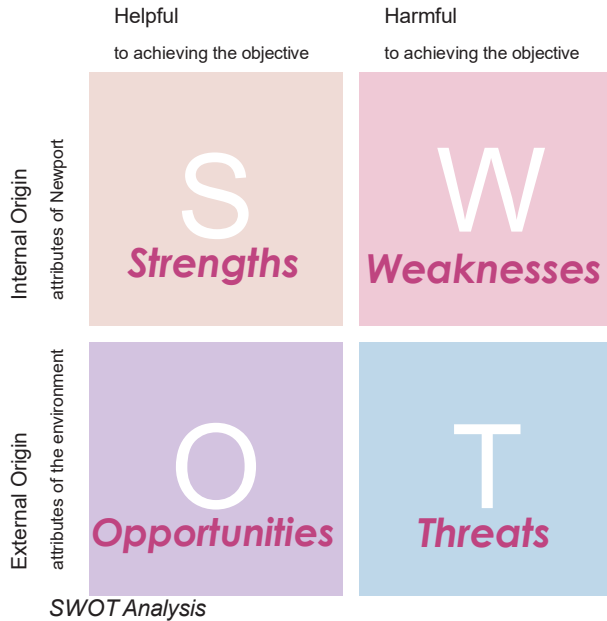 Helpful
to achieving the objective
Harmful
to achieving the objective
Internal Origin
attributes of Newport
S
Strengths
W
Weaknesses
External Origin
attributes of the environment
O
Opportunities
T
Threats
SWOT Analysis